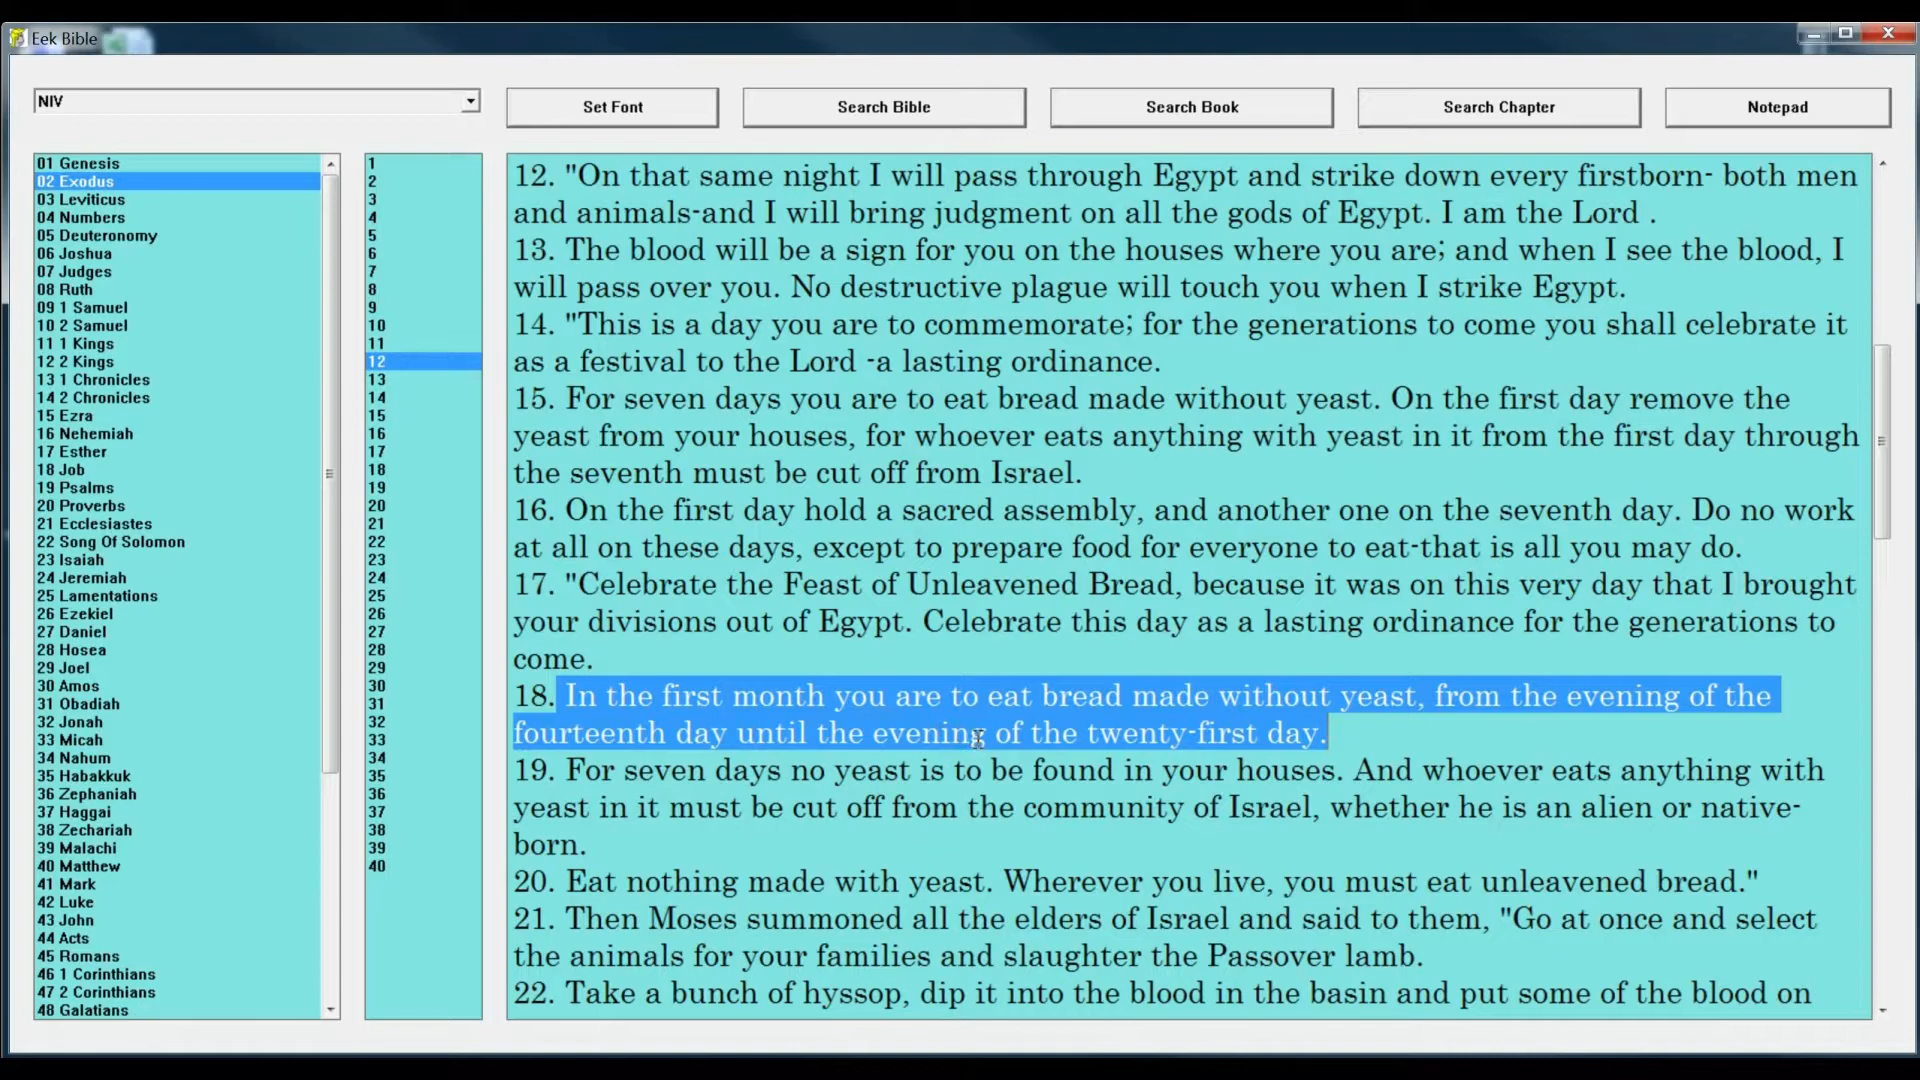 Eek Bible
NIV
Set Font
Search Bible
Search Book
Search Chapter
Notepad
01 Genesis
02 Exodus
03 Leviticus
04 Numbers
05 Deuteronomy
06 Joshua
07 Judges
08 Ruth
09 1 Samuel
10 2 Samuel
11 1 Kings
12 2 Kings
13 1 Chronicles
14 2 Chronicles
15 Ezra
16 Nehemiah
17 Esther
18 Job
19 Psalms
20 Proverbs
21 Ecclesiastes
22 Song Of Solomon
23 Isaiah
24 Jeremiah
25 Lamentations
26 Ezekiel
27 Daniel
28 Hosea
29 Joel
30 Amos
31 Obadiah
32 Jonah
33 Micah
34 Nahum
35 Habakkuk
36 Zephaniah
37 Haggai
38 Zechariah
39 Malachi
40 Matthew
41 Mark
42 Luke
43 John
44 Acts
45 Romans
46 1 Corinthians
47 2 Corinthians
48 Galatians
1
2
3
4
5
6
7
8
9
10
11
12
13
14
15
16
17
18
19
20
21
22
23
24
25
26
27
28
29
30
31
32
33
34
35
36
37
38
39
40
12. "On that same night I will pass through Egypt and strike down every firstborn- both men
and animals-and I will bring judgment on all the gods of Egypt. I am the Lord .
13. The blood will be a sign for you on the houses where you are; and when I see the blood, I
will pass over you. No destructive plague will touch you when I strike Egypt.
14. "This is a day you are to commemorate; for the generations to come you shall celebrate it
as a festival to the Lord -a lasting ordinance.
15. For seven days you are to eat bread made without yeast. On the first day remove the
yeast from your houses, for whoever eats anything with yeast in it from the first day through
the seventh must be cut off from Israel.
16. On the first day hold a sacred assembly, and another one on the seventh day. Do no work
at all on these days, except to prepare food for everyone to eat-that is all you may do.
17. "Celebrate the Feast of Unleavened Bread, because it was on this very day that I brought
your divisions out of Egypt. Celebrate this day as a lasting ordinance for the generations to
come.
18. In the first month you are to eat bread made without yeast, from the evening of the
fourteenth day until the evening of the twenty-first day.
19. For seven days no yeast is to be found in your houses. And whoever eats anything with
yeast in it must be cut off from the community of Israel, whether he is an alien or native-
born.
20. Eat nothing made with yeast. Wherever you live, you must eat unleavened bread."
21. Then Moses summoned all the elders of Israel and said to them, "Go at once and select
the animals for your families and slaughter the Passover lamb.
22. Take a bunch of hyssop, dip it into the blood in the basin and put some of the blood on